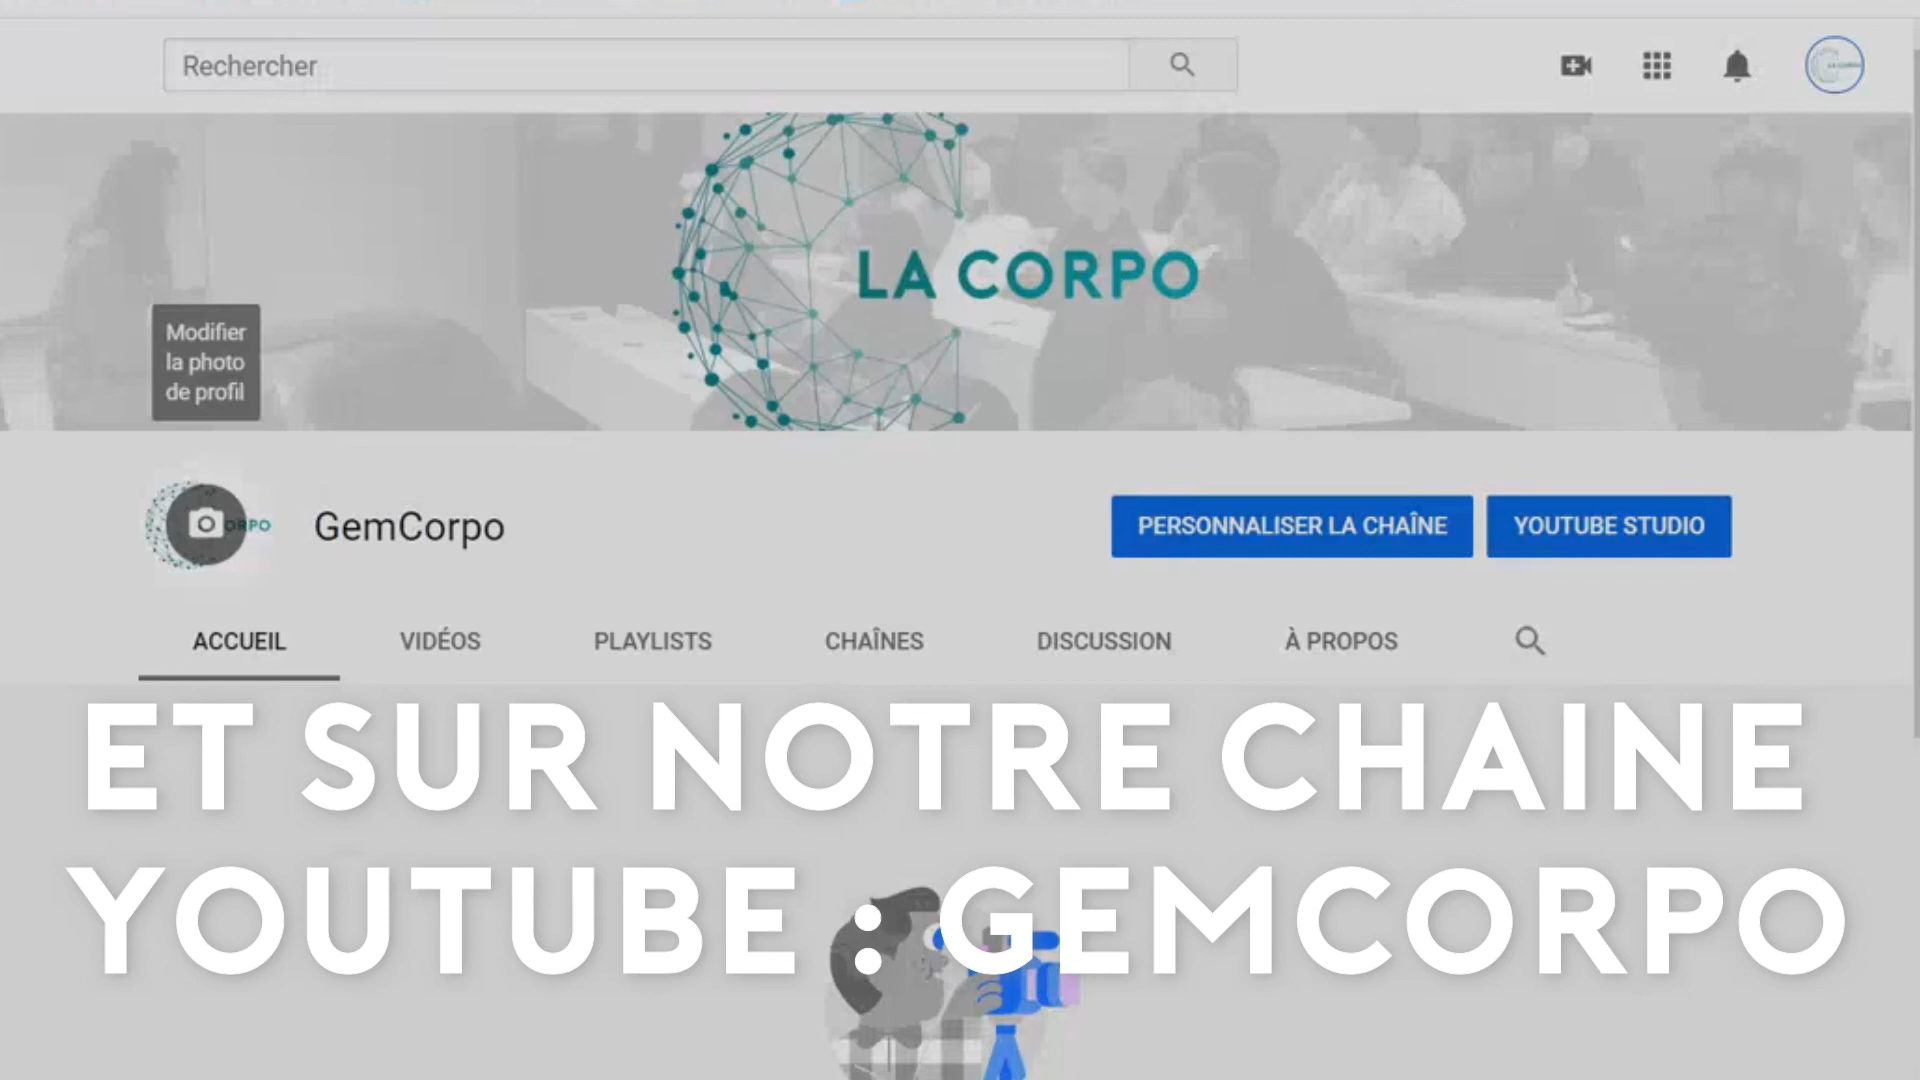 Rechercher
LA CORPO
Modifier
la photo
de profil
ORPO
GemCorpo
PERSONNALISER LA CHAÎNE
YOUTUBE STUDIO
ACCUEIL
VIDÉOS
PLAYLISTS
CHAÎNES
DISCUSSION
À PROPOS
ET SUR NOTRE CHAINE
YOUTUBE : GEMCORPO